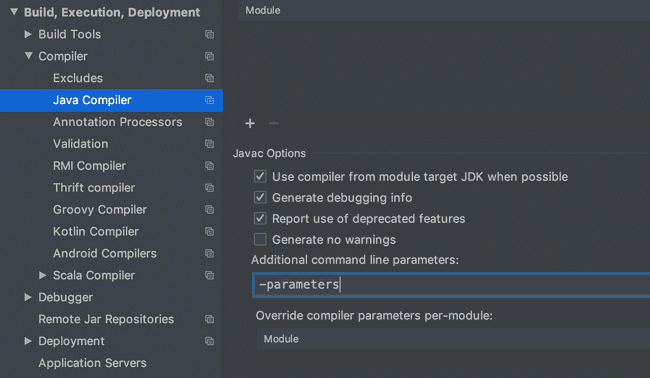 Build, Execution, Deployment
Build Tools
Compiler
Excludes
Java Compiler
Annotation Processors
Validation
RMI Compiler
Thrift compiler
Groovy Compiler
Kotlin Compiler
Android Compilers
Scala Compiler
Debugger
Remote Jar Repositories
Deployment
Application Servers
Module
Javac Options
Use compiler from module target JDK when possible
Generate debugging info
Report use of deprecated features
Generate no warnings
Additional command line parameters:
-parameters
Override compiler parameters per-module:
Module